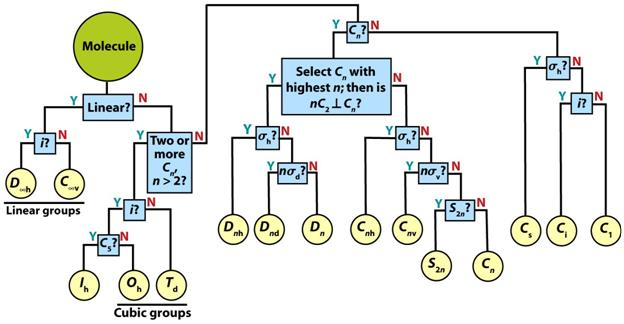 Y Cₙ? N
Molecule
Select Cₙ with
highest n; then is
nC₂ ⊥ Cₙ?
Y N
Y σₕ? N
Y Linear? N
Y i? N
Y i? N
Two or
more
Cₙ,
n > 2?
Y N
Y σₕ? N
Y σₕ? N
Y nσd? N
Y nσᵥ? N
D∞h C∞v
Linear groups
Y i? N
Y S₂ₙ? N
Dnh Dnd Dn Cnh Cnv Cs Ci C₁
Y C₅? N
S₂ₙ Cₙ
Ih Oh Td
Cubic groups